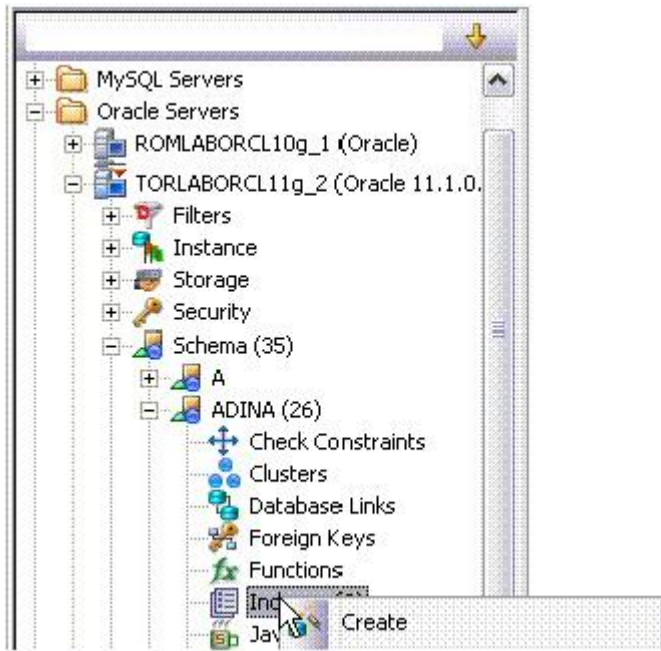 MySQL Servers
Oracle Servers
ROMLABORCL10g_1 (Oracle)
TORLABORCL11g_2 (Oracle 11.1.0.
Filters
Instance
Storage
Security
Schema (35)
A
ADINA (26)
Check Constraints
Clusters
Database Links
Foreign Keys
fx Functions
Create